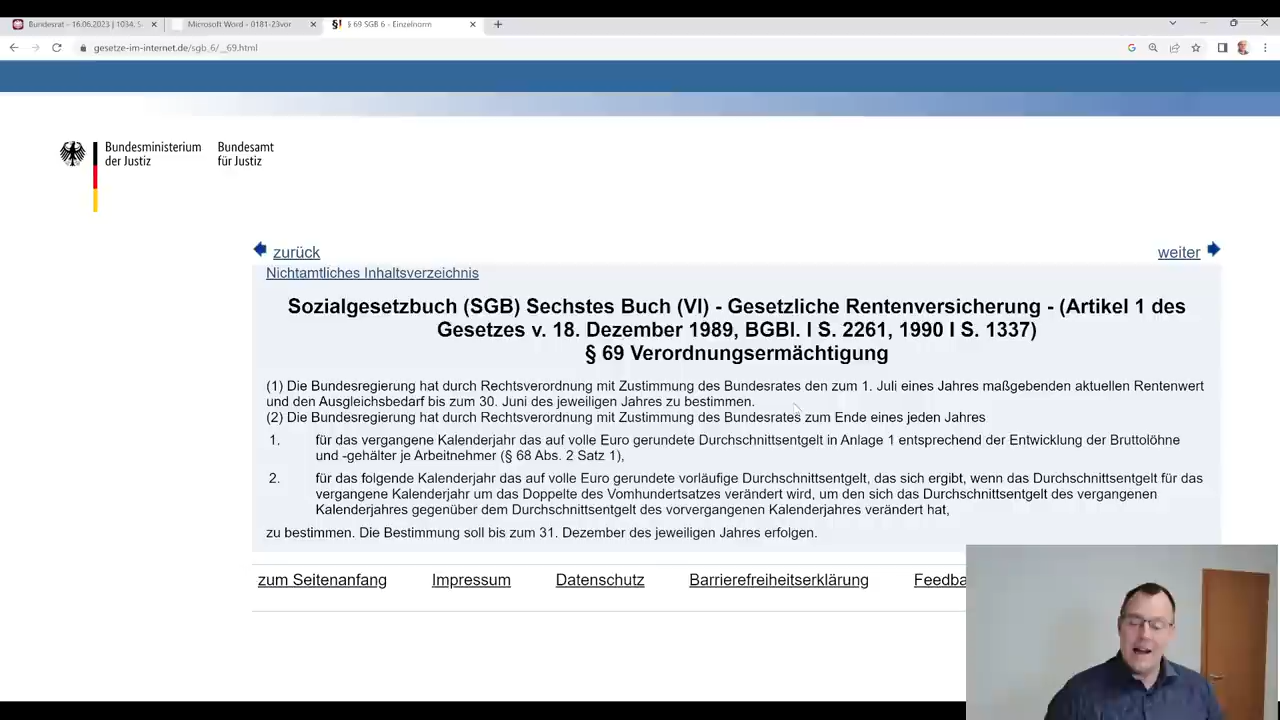 Bundesrat - 16.06.2023 | 1034. S
Microsoft Word - 0181-23vor
§ 69 SGB 6 - Einzelnorm
gesetze-im-internet.de/sgb_6/__69.html
Bundesministerium
der Justiz
Bundesamt
für Justiz
zurück
weiter
Nichtamtliches Inhaltsverzeichnis
Sozialgesetzbuch (SGB) Sechstes Buch (VI) - Gesetzliche Rentenversicherung - (Artikel 1 des
Gesetzes v. 18. Dezember 1989, BGBl. I S. 2261, 1990 I S. 1337)
§ 69 Verordnungsermächtigung
(1) Die Bundesregierung hat durch Rechtsverordnung mit Zustimmung des Bundesrates den zum 1. Juli eines Jahres maßgebenden aktuellen Rentenwert
und den Ausgleichsbedarf bis zum 30. Juni des jeweiligen Jahres zu bestimmen.
(2) Die Bundesregierung hat durch Rechtsverordnung mit Zustimmung des Bundesrates zum Ende eines jeden Jahres
1. für das vergangene Kalenderjahr das auf volle Euro gerundete Durchschnittsentgelt in Anlage 1 entsprechend der Entwicklung der Bruttolöhne
und -gehälter je Arbeitnehmer (§ 68 Abs. 2 Satz 1),
2. für das folgende Kalenderjahr das auf volle Euro gerundete vorläufige Durchschnittsentgelt, das sich ergibt, wenn das Durchschnittsentgelt für das
vergangene Kalenderjahr um das Doppelte des Vomhundertsatzes verändert wird, um den sich das Durchschnittsentgelt des vergangenen
Kalenderjahres gegenüber dem Durchschnittsentgelt des vorvergangenen Kalenderjahres verändert hat,
zu bestimmen. Die Bestimmung soll bis zum 31. Dezember des jeweiligen Jahres erfolgen.
zum Seitenanfang
Impressum
Datenschutz
Barrierefreiheitserklärung
Feedba